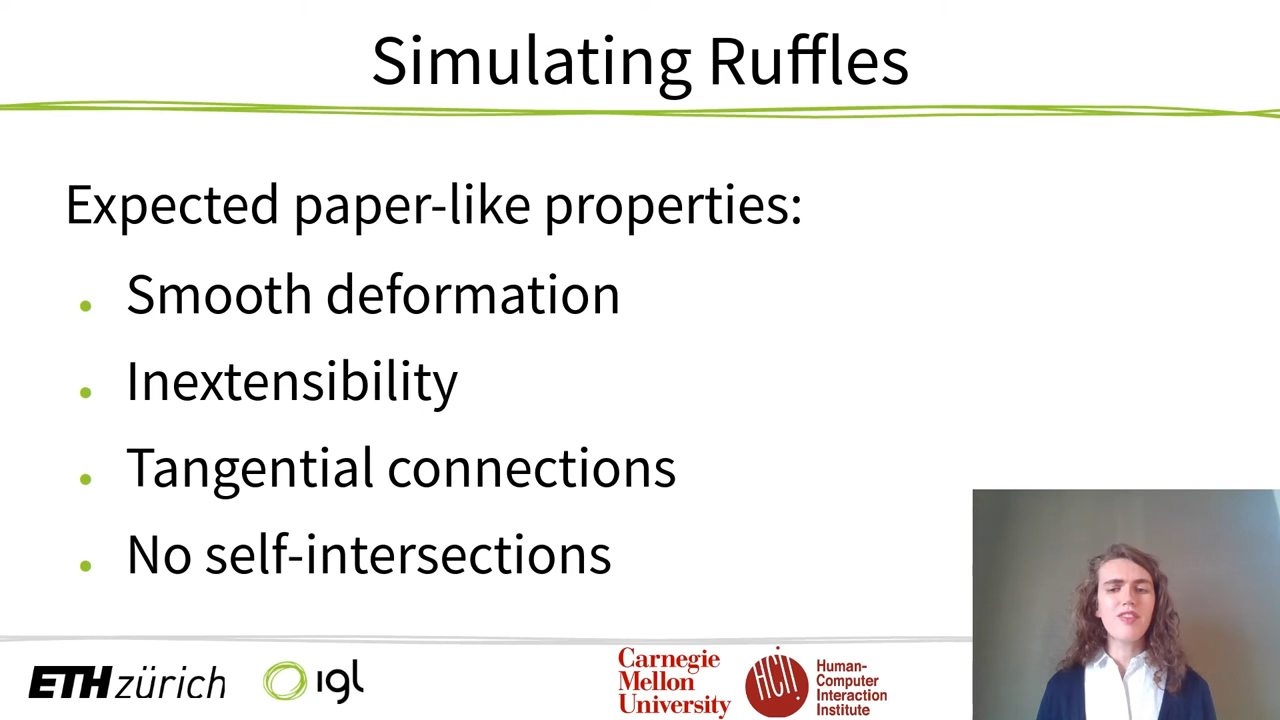 Simulating Ruffles
Expected paper-like properties:
Smooth deformation
Inextensibility
Tangential connections
No self-intersections
ETH zürich
igl
Carnegie
Mellon
University
HCII
Human-
Computer
Interaction
Institute